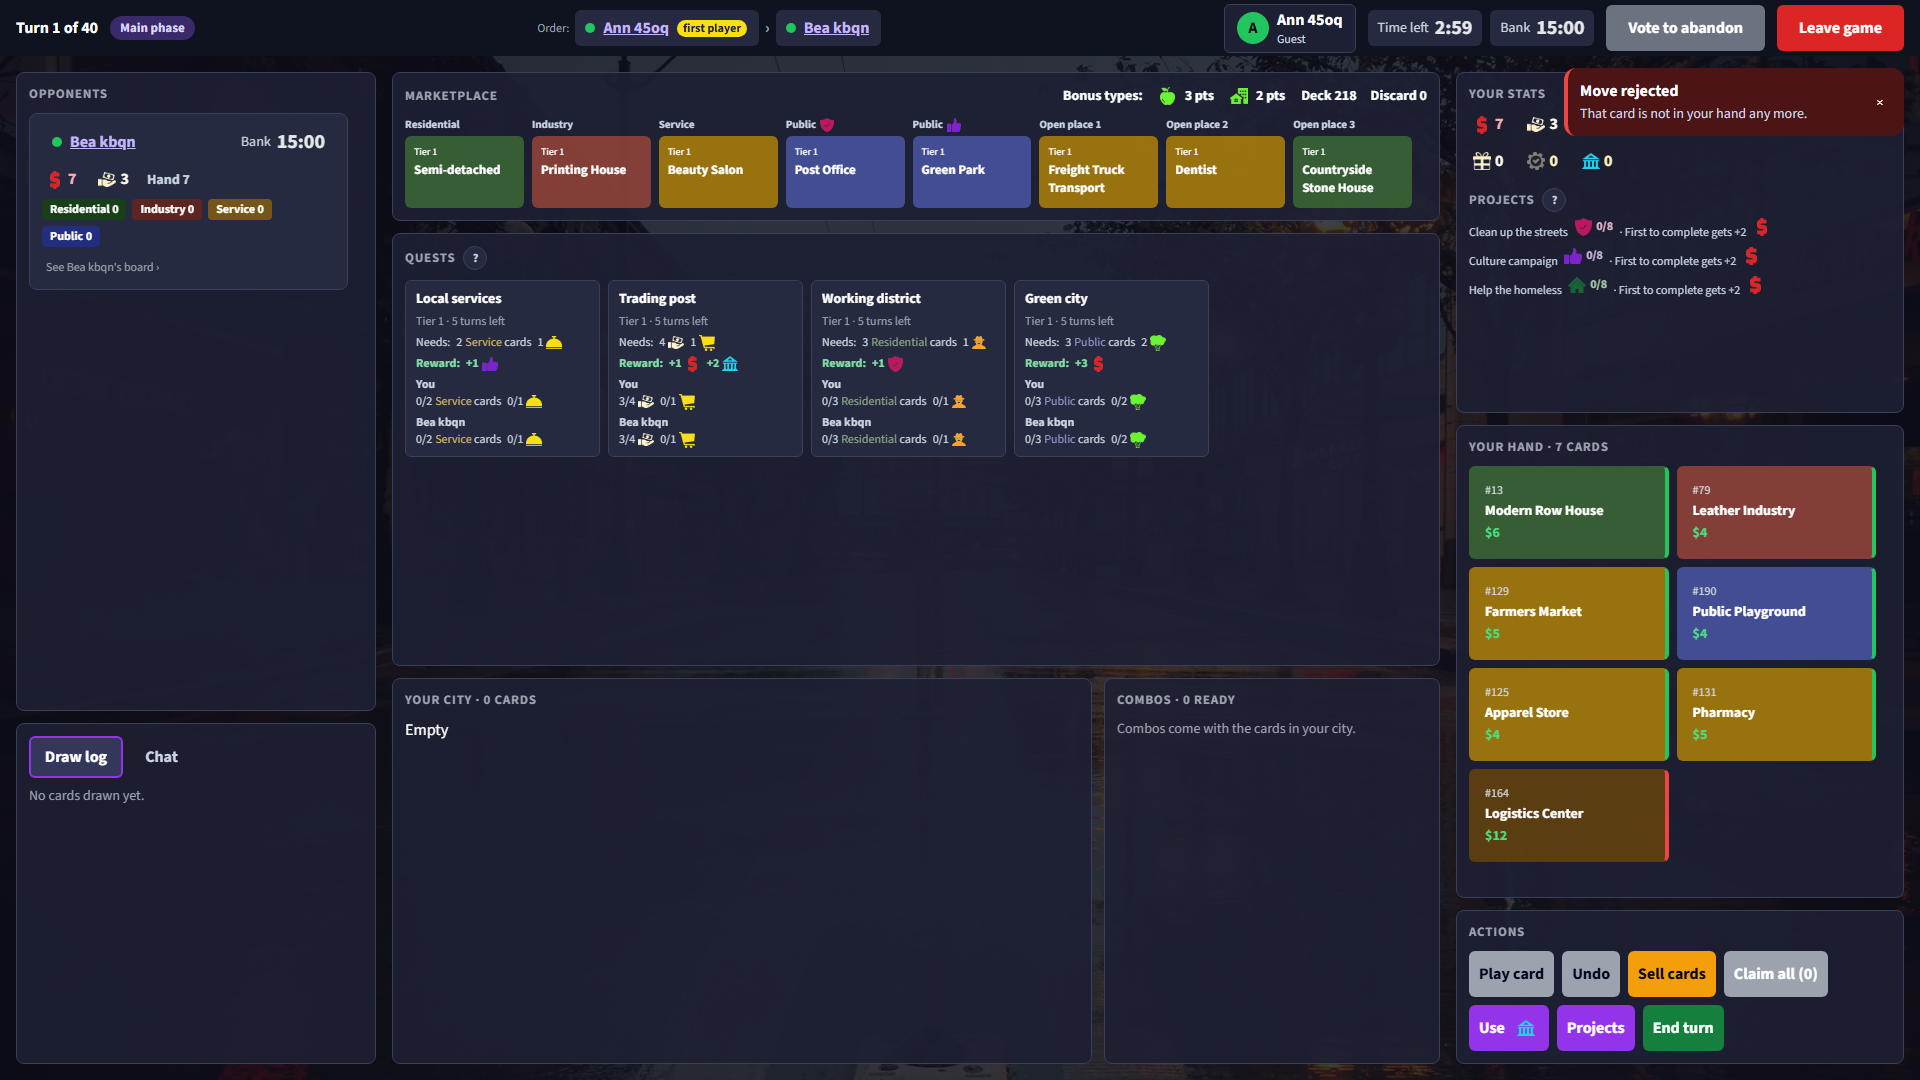 Turn 1 of 40 Main phase
Order: Ann 45oq first player › Bea kbqn
A Ann 45oq
Guest
Time left 2:59
Bank 15:00
Vote to abandon
Leave game
OPPONENTS
Bea kbqn Bank 15:00
7 3 Hand 7
Residential 0 Industry 0 Service 0
Public 0
See Bea kbqn's board ›
Draw log Chat
No cards drawn yet.
MARKETPLACE
Bonus types: 3 pts 2 pts Deck 218 Discard 0
Residential
Tier 1
Semi-detached
Industry
Tier 1
Printing House
Service
Tier 1
Beauty Salon
Public
Tier 1
Post Office
Public
Tier 1
Green Park
Open place 1
Tier 1
Freight Truck
Transport
Open place 2
Tier 1
Dentist
Open place 3
Tier 1
Countryside
Stone House
QUESTS ?
Local services
Tier 1 · 5 turns left
Needs: 2 Service cards 1
Reward: +1
You
0/2 Service cards 0/1
Bea kbqn
0/2 Service cards 0/1
Trading post
Tier 1 · 5 turns left
Needs: 4 1
Reward: +1 +2
You
3/4 0/1
Bea kbqn
3/4 0/1
Working district
Tier 1 · 5 turns left
Needs: 3 Residential cards 1
Reward: +1
You
0/3 Residential cards 0/1
Bea kbqn
0/3 Residential cards 0/1
Green city
Tier 1 · 5 turns left
Needs: 3 Public cards 2
Reward: +3
You
0/3 Public cards 0/2
Bea kbqn
0/3 Public cards 0/2
YOUR CITY · 0 CARDS
Empty
COMBOS · 0 READY
Combos come with the cards in your city.
YOUR STATS
7 3
0 0 0
Move rejected
That card is not in your hand any more.
×
PROJECTS ?
Clean up the streets 0/8 · First to complete gets +2
Culture campaign 0/8 · First to complete gets +2
Help the homeless 0/8 · First to complete gets +2
YOUR HAND · 7 CARDS
#13
Modern Row House
$6
#79
Leather Industry
$4
#129
Farmers Market
$5
#190
Public Playground
$4
#125
Apparel Store
$4
#131
Pharmacy
$5
#164
Logistics Center
$12
ACTIONS
Play card Undo Sell cards Claim all (0)
Use Projects End turn